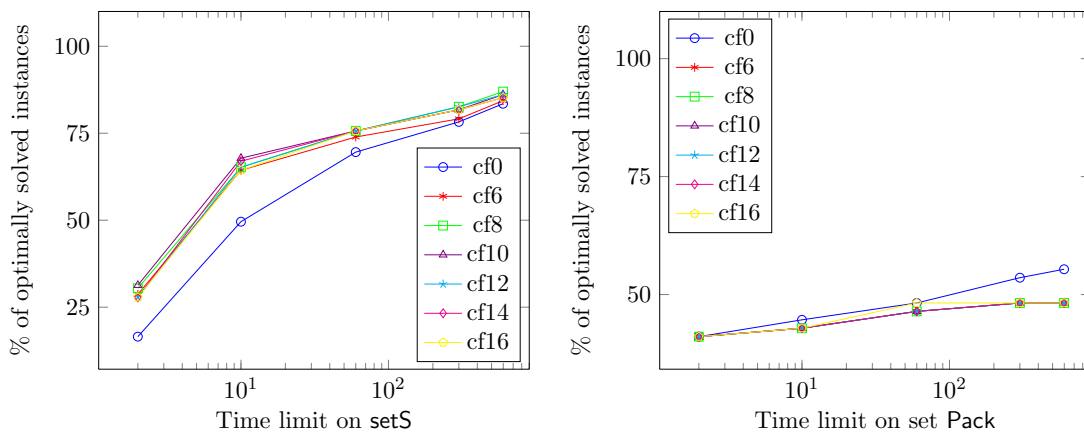 % of optimally solved instances
100
75
50
25
10^1
10^2
Time limit on setS
cf0
cf6
cf8
cf10
cf12
cf14
cf16
% of optimally solved instances
100
75
50
10^1
10^2
Time limit on set Pack
cf0
cf6
cf8
cf10
cf12
cf14
cf16